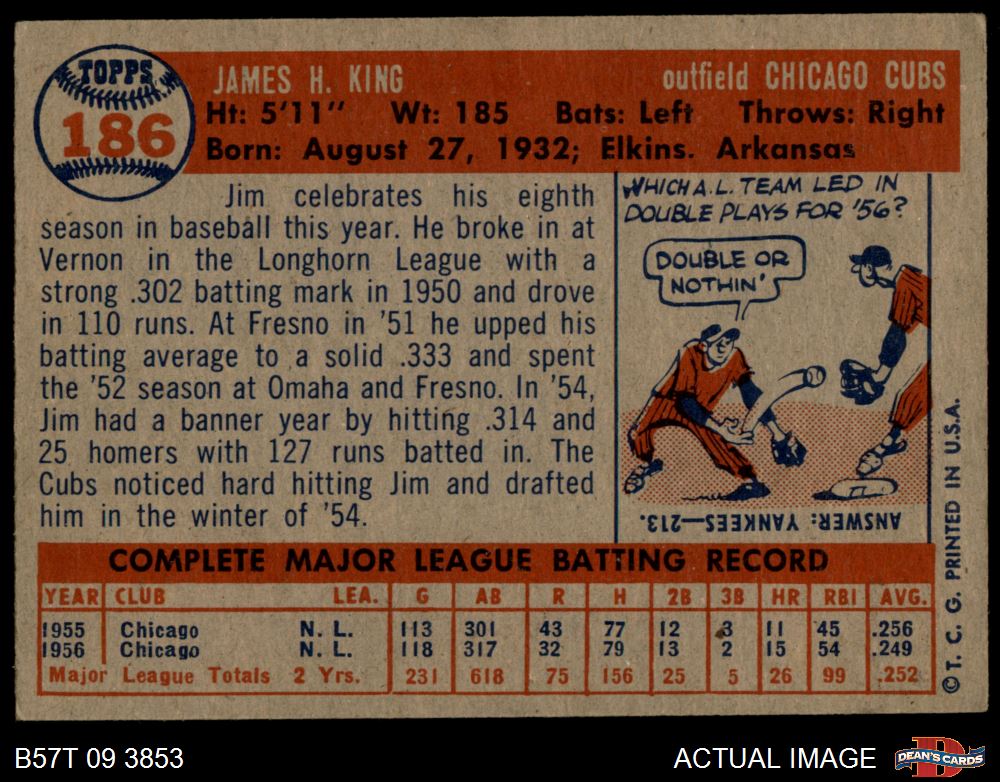 TOPPS
186
JAMES H. KING outfield CHICAGO CUBS
Ht: 5'11" Wt: 185 Bats: Left Throws: Right
Born: August 27, 1932; Elkins. Arkansas
Jim celebrates his eighth
season in baseball this year. He broke in at
Vernon in the Longhorn League with a
strong .302 batting mark in 1950 and drove
in 110 runs. At Fresno in '51 he upped his
batting average to a solid .333 and spent
the '52 season at Omaha and Fresno. In '54,
Jim had a banner year by hitting .314 and
25 homers with 127 runs batted in. The
Cubs noticed hard hitting Jim and drafted
him in the winter of '54.
WHICH A.L. TEAM LED IN
DOUBLE PLAYS FOR '56?
DOUBLE OR
NOTHIN'
ANSWER: YANKEES—213.
COMPLETE MAJOR LEAGUE BATTING RECORD
YEAR CLUB LEA. G AB R H 2B 3B HR RBI AVG.
1955 Chicago N. L. 113 301 43 77 12 3 11 45 .256
1956 Chicago N. L. 118 317 32 79 13 2 15 54 .249
Major League Totals 2 Yrs. 231 618 75 156 25 5 26 99 .252
© T. C. G. PRINTED IN U.S.A.
B57T 09 3853 ACTUAL IMAGE
DEAN'S CARDS